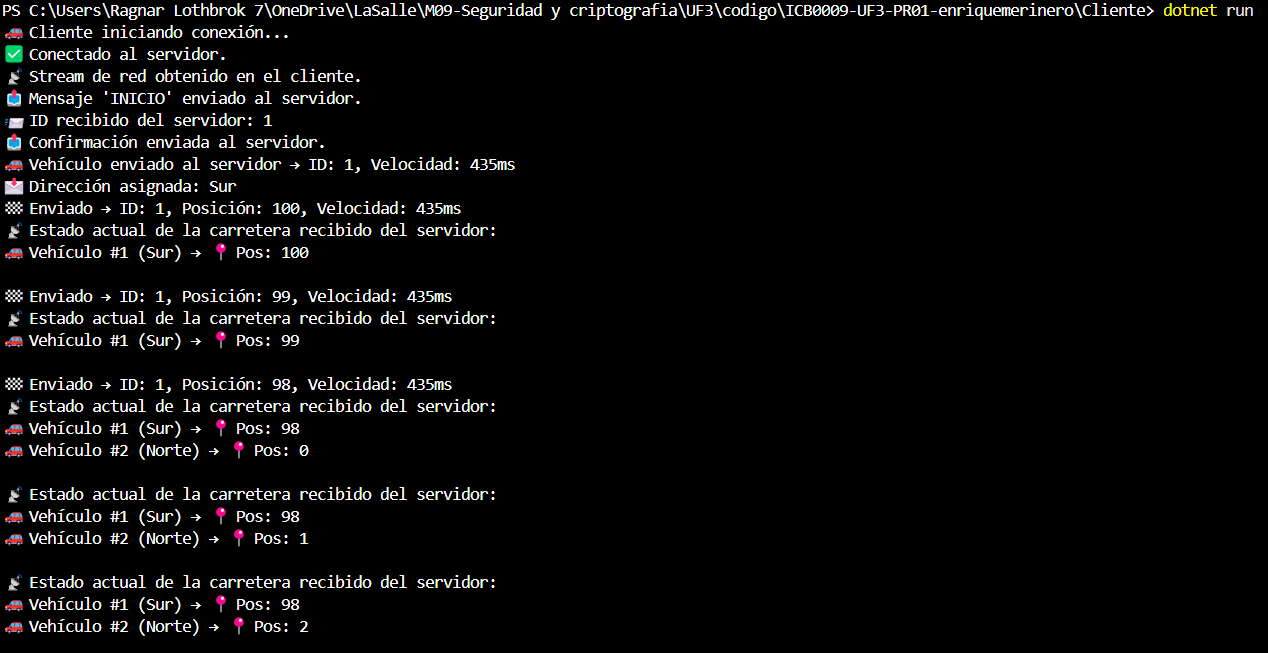 PS C:\Users\Ragnar Lothbrok 7\OneDrive\LaSalle\M09-Seguridad y criptografia\UF3\codigo\ICB0009-UF3-PR01-enriquemerinero\Cliente> dotnet run
🚗 Cliente iniciando conexión...
✅ Conectado al servidor.
📡 Stream de red obtenido en el cliente.
📤 Mensaje 'INICIO' enviado al servidor.
📨 ID recibido del servidor: 1
📤 Confirmación enviada al servidor.
🚗 Vehículo enviado al servidor → ID: 1, Velocidad: 435ms
📩 Dirección asignada: Sur
🏁 Enviado → ID: 1, Posición: 100, Velocidad: 435ms
📡 Estado actual de la carretera recibido del servidor:
🚗 Vehículo #1 (Sur) → 📍 Pos: 100
🏁 Enviado → ID: 1, Posición: 99, Velocidad: 435ms
📡 Estado actual de la carretera recibido del servidor:
🚗 Vehículo #1 (Sur) → 📍 Pos: 99
🏁 Enviado → ID: 1, Posición: 98, Velocidad: 435ms
📡 Estado actual de la carretera recibido del servidor:
🚗 Vehículo #1 (Sur) → 📍 Pos: 98
🚗 Vehículo #2 (Norte) → 📍 Pos: 0
📡 Estado actual de la carretera recibido del servidor:
🚗 Vehículo #1 (Sur) → 📍 Pos: 98
🚗 Vehículo #2 (Norte) → 📍 Pos: 1
📡 Estado actual de la carretera recibido del servidor:
🚗 Vehículo #1 (Sur) → 📍 Pos: 98
🚗 Vehículo #2 (Norte) → 📍 Pos: 2